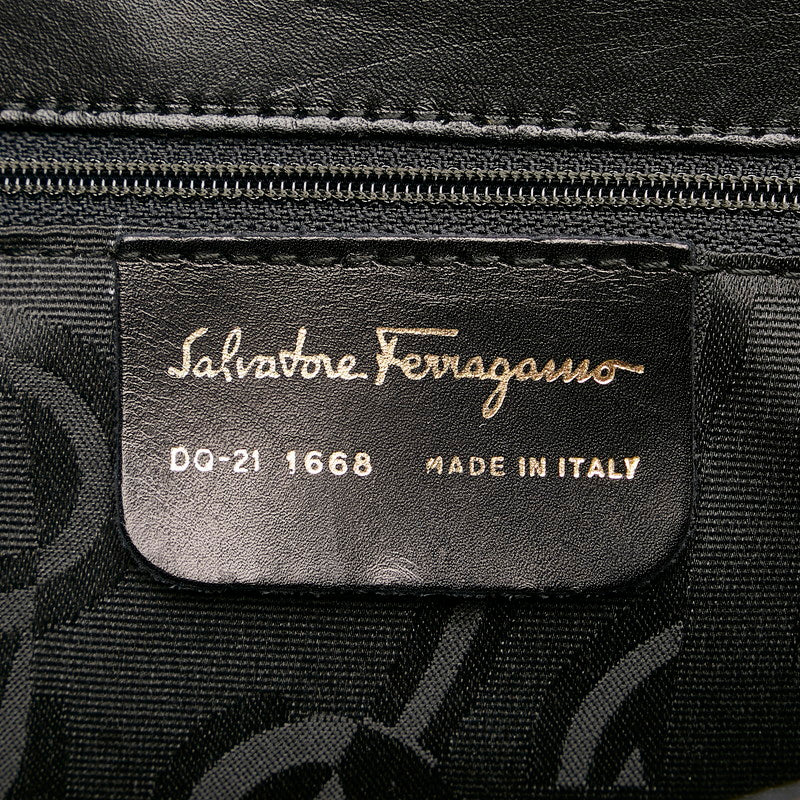 Salvatore Ferragamo
DQ-21 1668 MADE IN ITALY